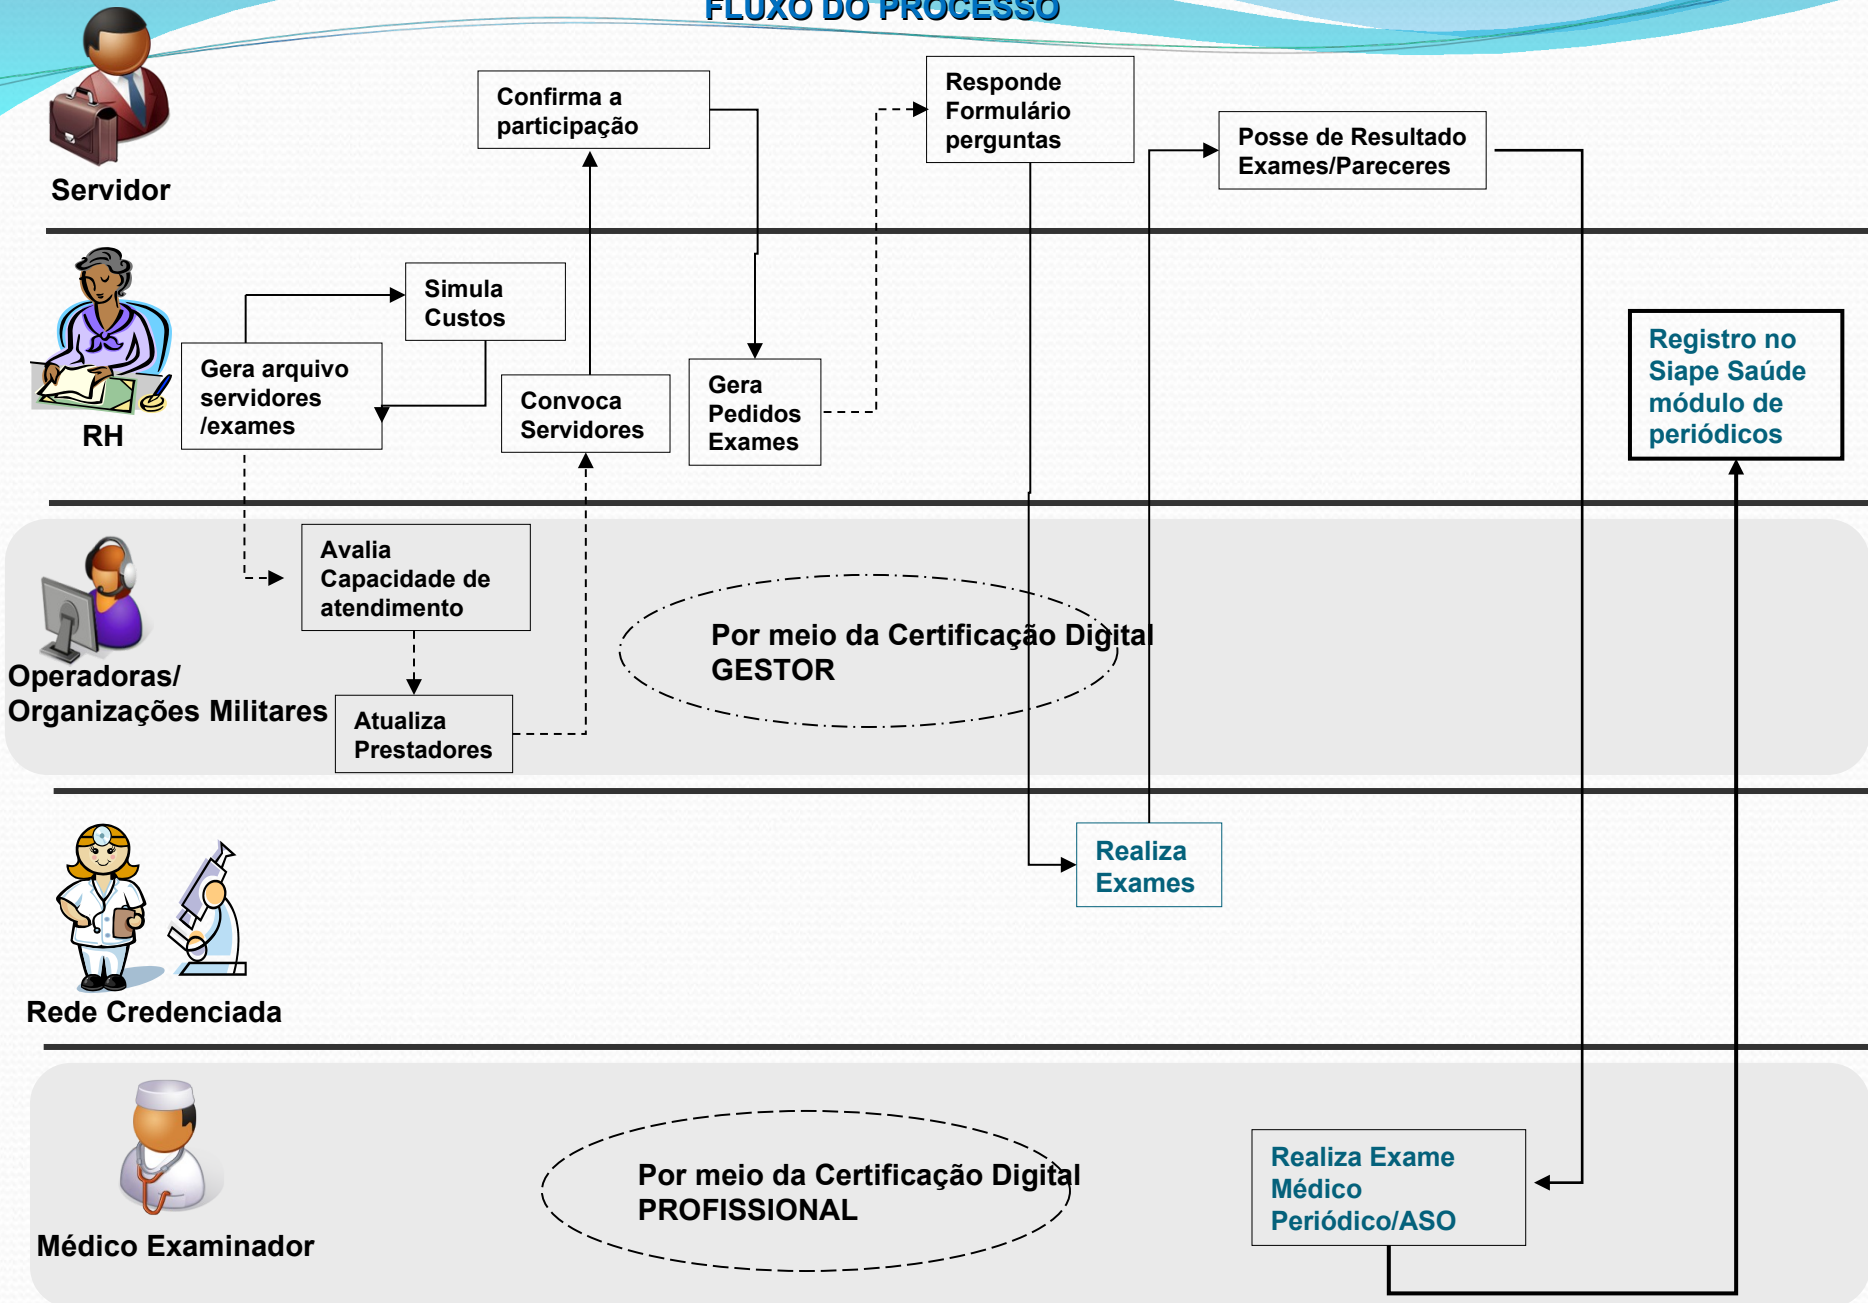 FLUXO DO PROCESSO
Confirma a
participação
Responde
Formulário
perguntas
Posse de Resultado
Exames/Pareceres
Servidor
Simula
Custos
Gera arquivo
servidores
/exames
Convoca
Servidores
Gera
Pedidos
Exames
Registro no
Siape Saúde
módulo de
periódicos
RH
Avalia
Capacidade de
atendimento
Por meio da Certificação Digital
GESTOR
Operadoras/
Organizações Militares
Atualiza
Prestadores
Realiza
Exames
Rede Credenciada
Por meio da Certificação Digital
PROFISSIONAL
Realiza Exame
Médico
Periódico/ASO
Médico Examinador